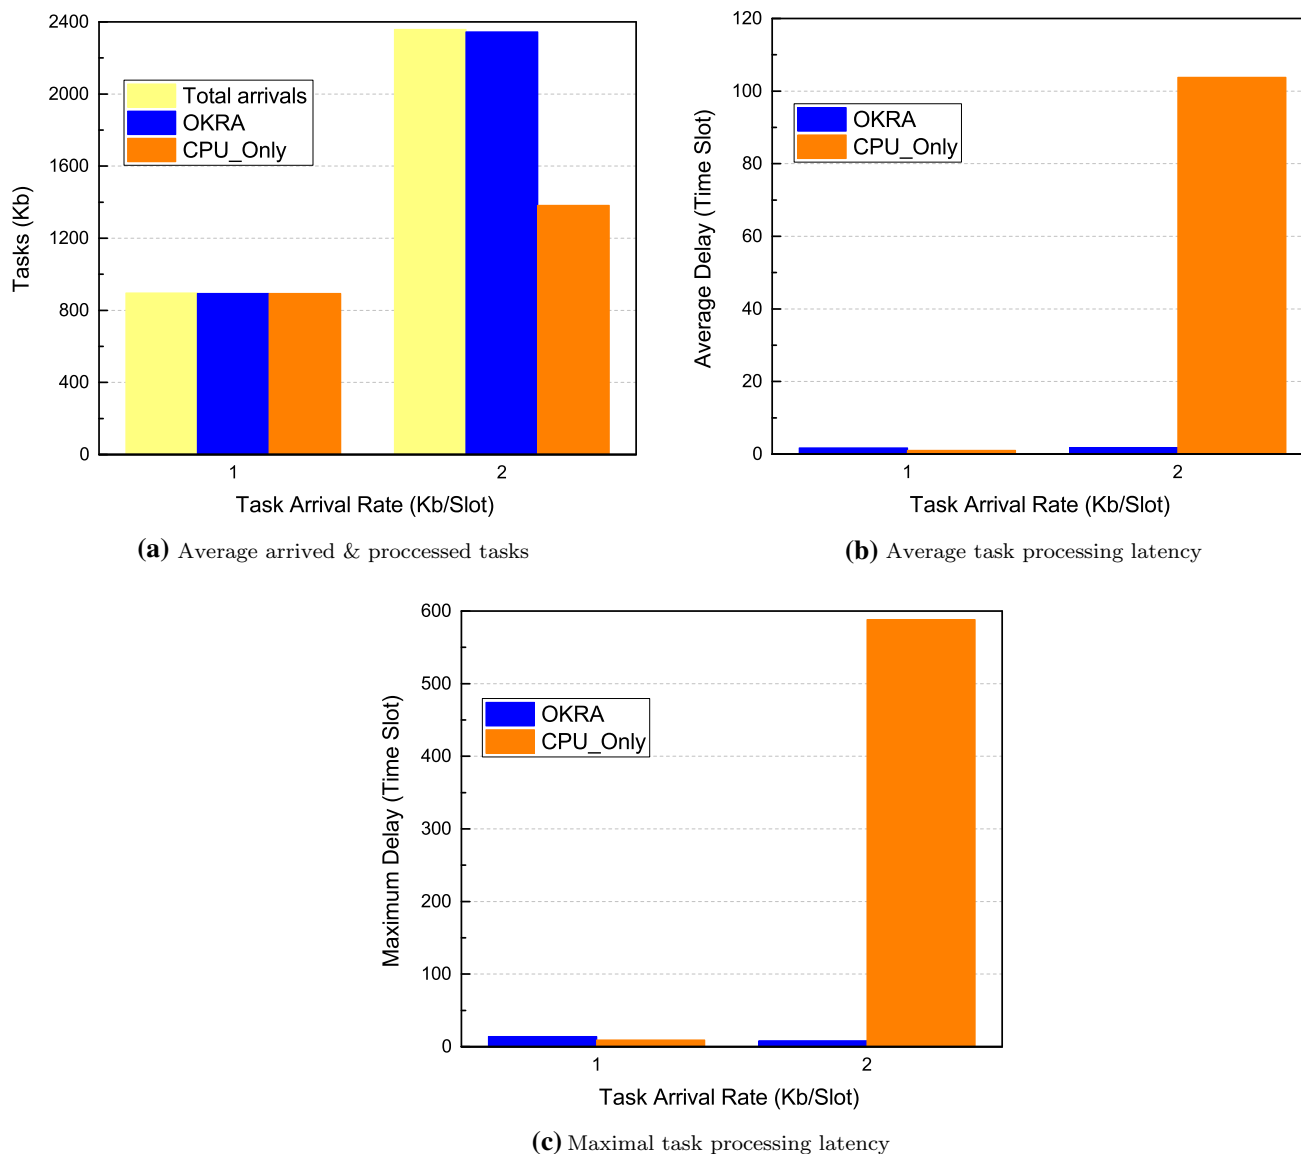 2400
2000
1600
1200
800
400
0
Tasks (Kb)
Total arrivals
OKRA
CPU_Only
1 2
Task Arrival Rate (Kb/Slot)
(a) Average arrived & proccessed tasks
120
100
80
60
40
20
0
Average Delay (Time Slot)
OKRA
CPU_Only
1 2
Task Arrival Rate (Kb/Slot)
(b) Average task processing latency
600
500
400
300
200
100
0
Maximum Delay (Time Slot)
OKRA
CPU_Only
1 2
Task Arrival Rate (Kb/Slot)
(c) Maximal task processing latency